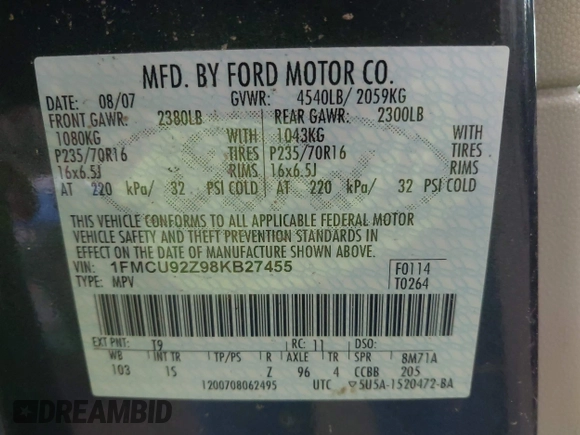 MFD. BY FORD MOTOR CO.
DATE: 08/07 GVWR: 4540LB/ 2059KG
FRONT GAWR: 2380LB REAR GAWR: 2300LB
1080KG WITH 1043KG WITH
P235/70R16 TIRES P235/70R16 TIRES
16x6.5J RIMS 16x6.5J RIMS
AT 220 kPa/ 32 PSI COLD AT 220 kPa/ 32 PSI COLD
THIS VEHICLE CONFORMS TO ALL APPLICABLE FEDERAL MOTOR
VEHICLE SAFETY AND THEFT PREVENTION STANDARDS IN
EFFECT ON THE DATE OF MANUFACTURE SHOWN ABOVE.
VIN: 1FMCU92Z98KB27455 F0114
TYPE: MPV T0264
EXT PNT: T9 RC: 11 DSO:
WB INT TR TP/PS R AXLE TR SPR BM71A
103 IS Z 96 4 CCBB 205
1200708062495 UTC ▽5U5A-1520472-BA
DREAMBID